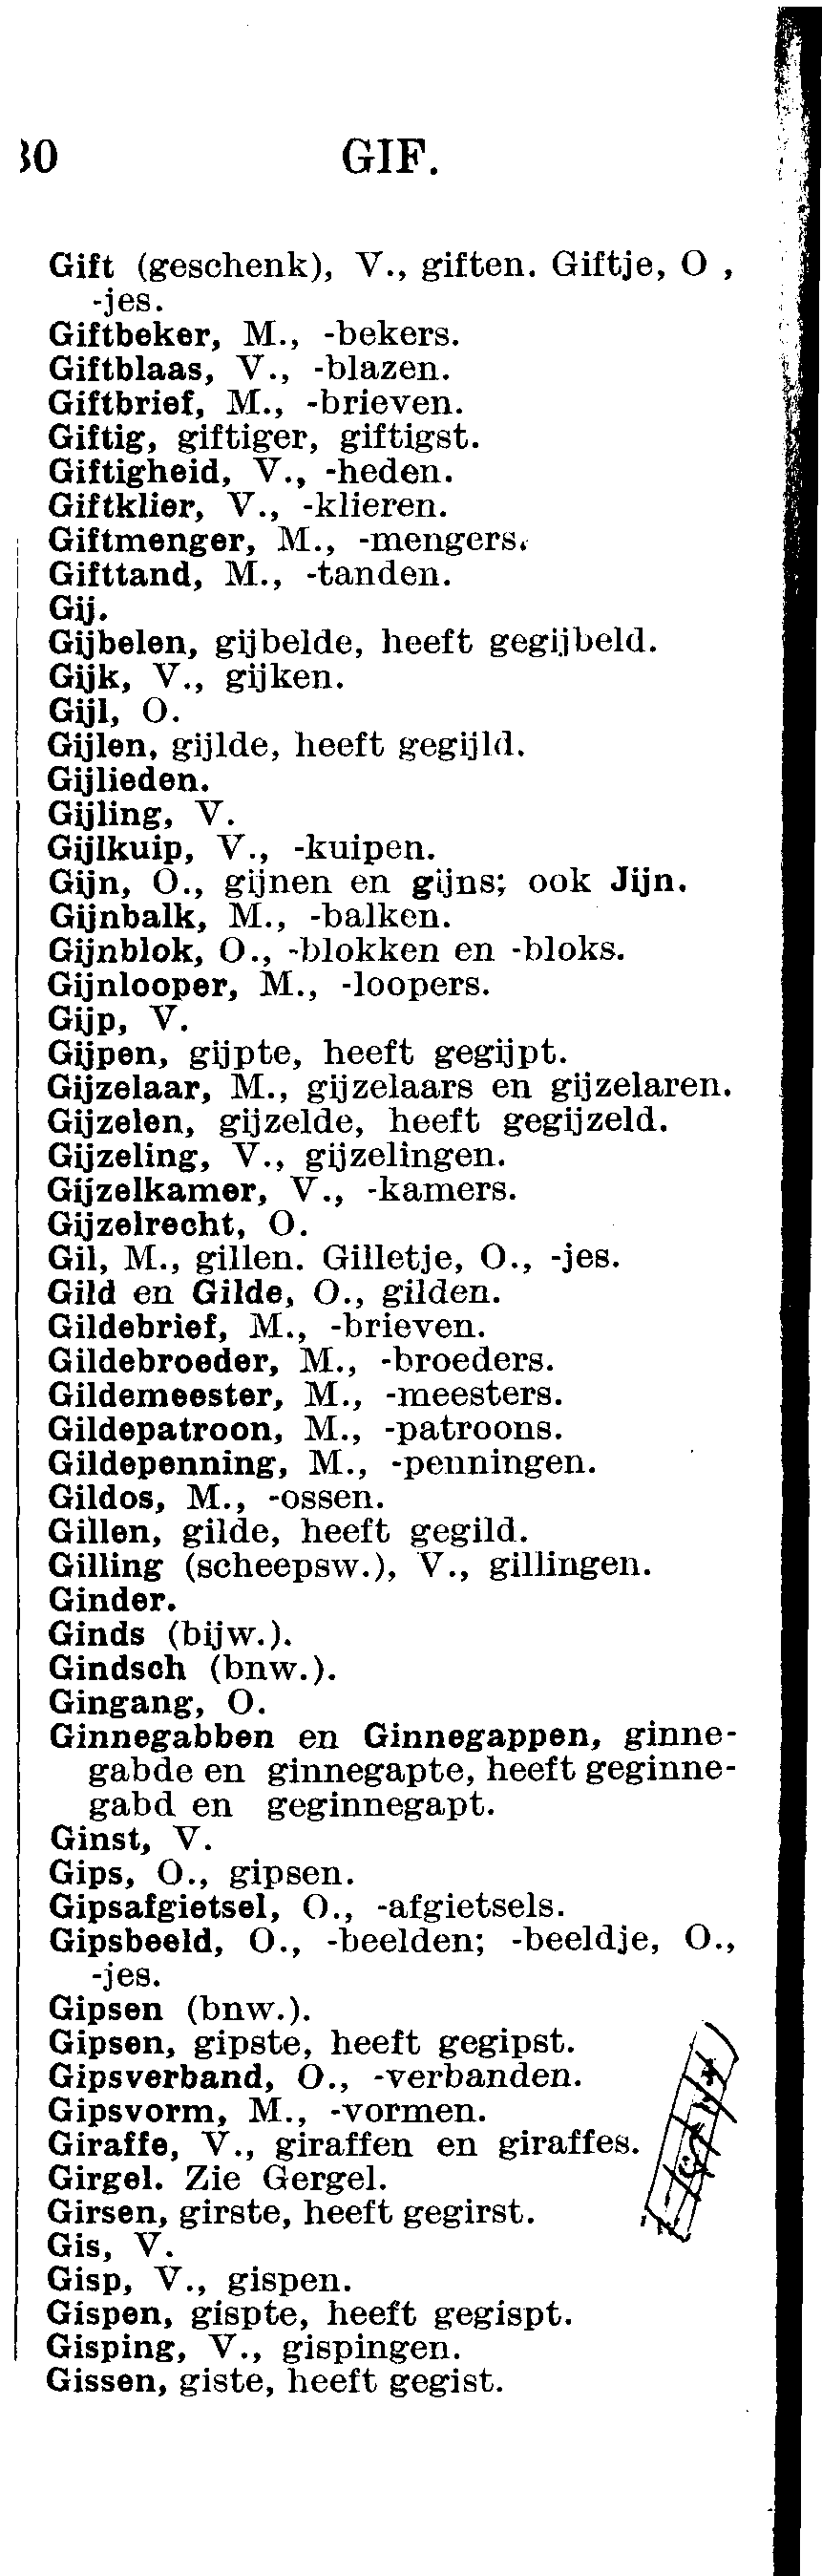 30 GIF.
Gift (geschenk), V., giften. Giftje, O ,
-jes.
Giftbeker, M., -bekers.
Giftblaas, V., -blazen.
Giftbrief, M., -brieven.
Giftig, giftiger, giftigst.
Giftigheid, V., -heden.
Giftklier, V., -klieren.
Giftmenger, M., -mengers.
Gifttand, M., -tanden.
Gij.
Gijbelen, gijbelde, heeft gegijbeld.
Gijk, V., gijken.
Gijl, O.
Gijlen, gijlde, heeft gegijld.
Gijlieden.
Gijling, V.
Gijlkuip, V., -kuipen.
Gijn, O., gijnen en gijns; ook Jijn.
Gijnbalk, M., -balken.
Gijnblok, O., -blokken en -bloks.
Gijnlooper, M., -loopers.
Gijp, V.
Gijpen, gijpte, heeft gegijpt.
Gijzelaar, M., gijzelaars en gijzelaren.
Gijzelen, gijzelde, heeft gegijzeld.
Gijzeling, V., gijzelingen.
Gijzelkamer, V., -kamers.
Gijzelrecht, O.
Gil, M., gillen. Gilletje, O., -jes.
Gild en Gilde, O., gilden.
Gildebrief, M., -brieven.
Gildebroeder, M., -broeders.
Gildemeester, M., -meesters.
Gildepatroon, M., -patroons.
Gildepenning, M., -penningen.
Gildos, M., -ossen.
Gillen, gilde, heeft gegild.
Gilling (scheepsw.), V., gillingen.
Ginder.
Ginds (bijw.).
Gindsch (bnw.).
Gingang, O.
Ginnegabben en Ginnegappen, ginne-
gabde en ginnegapte, heeft geginne-
gabd en geginnegapt.
Ginst, V.
Gips, O., gipsen.
Gipsafgietsel, O., -afgietsels.
Gipsbeeld, O., -beelden; -beeldje, O.,
-jes.
Gipsen (bnw.).
Gipsen, gipste, heeft gegipst.
Gipsverband, O., -verbanden.
Gipsvorm, M., -vormen.
Giraffe, V., giraffen en giraffes.
Girgel. Zie Gergel.
Girsen, girste, heeft gegirst.
Gis, V.
Gisp, V., gispen.
Gispen, gispte, heeft gegispt.
Gisping, V., gispingen.
Gissen, giste, heeft gegist.